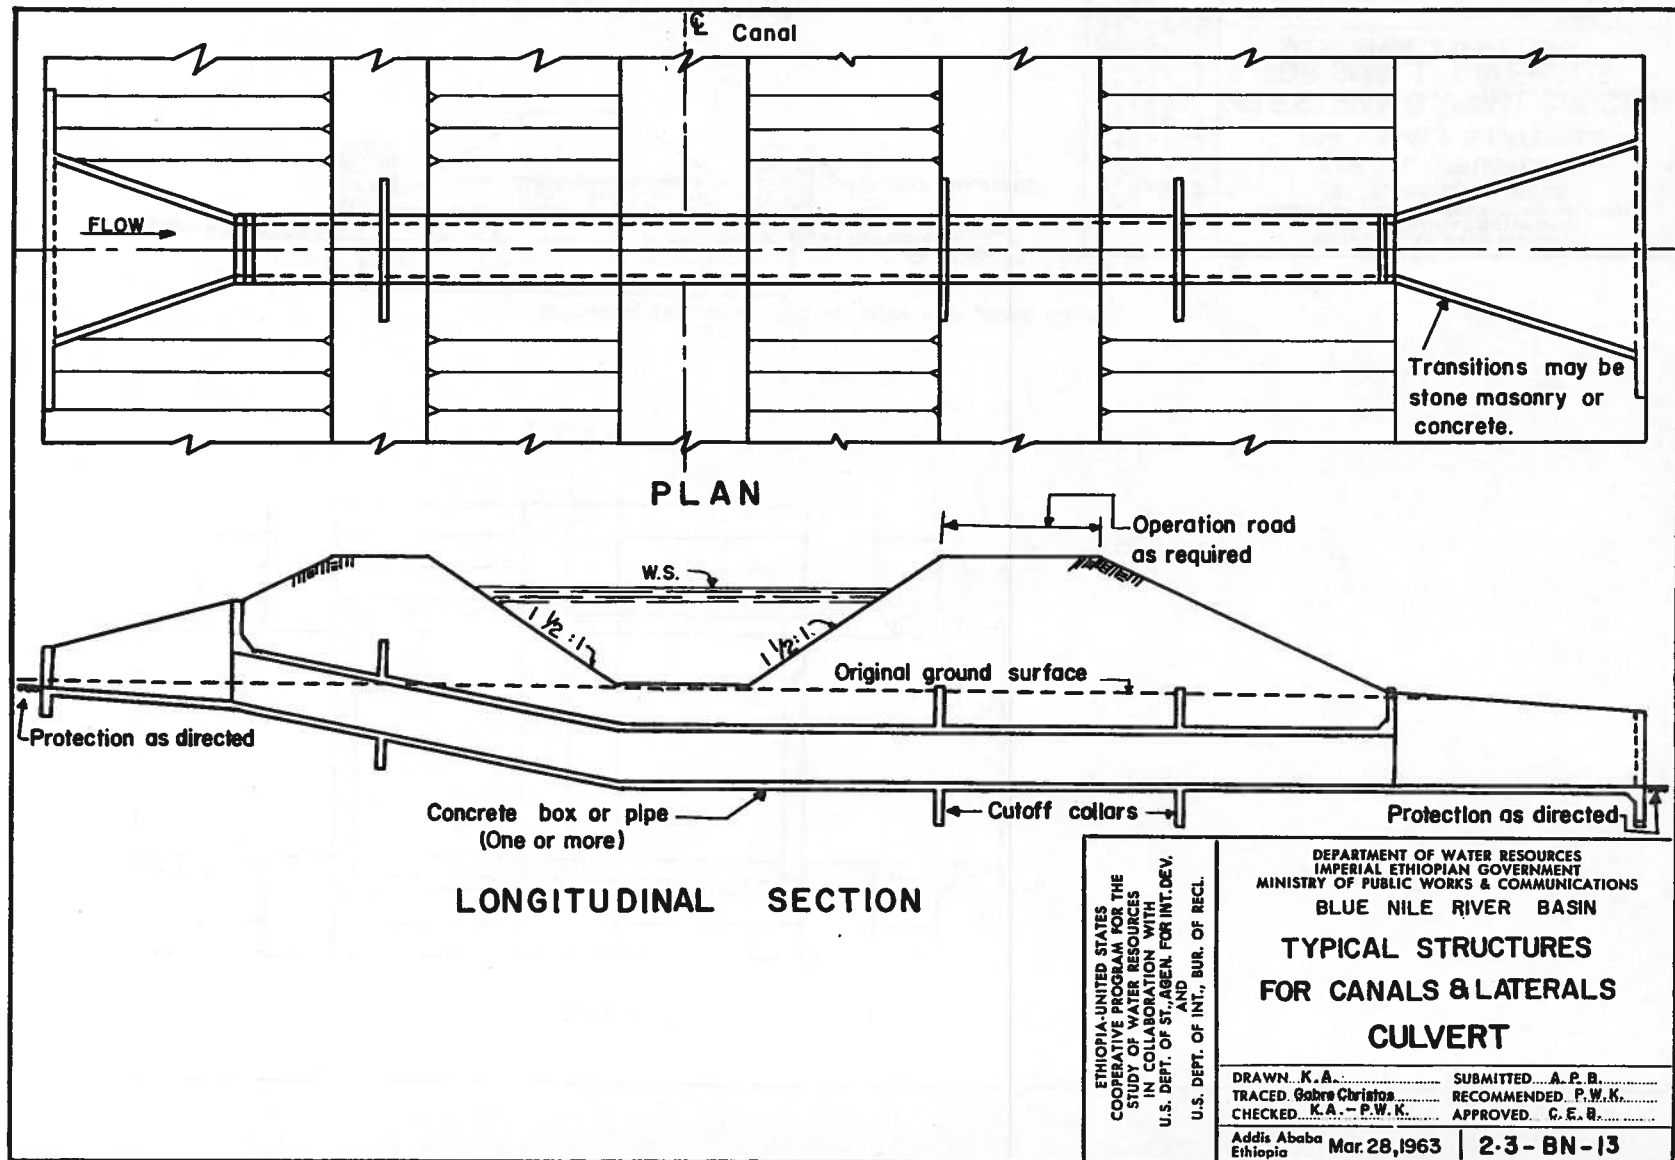 ℄ Canal
FLOW
Transitions may be
stone masonry or
concrete.
PLAN
Operation road
as required
W.S.
1 1/2 : 1
1 1/2 : 1.
Original ground surface
Protection as directed
Concrete box or pipe
(One or more)
Cutoff collars
Protection as directed
LONGITUDINAL SECTION
ETHIOPIA-UNITED STATES
COOPERATIVE PROGRAM FOR THE
STUDY OF WATER RESOURCES
IN COLLABORATION WITH
U.S. DEPT. OF ST., AGEN. FOR INT. DEV.
AND
U.S. DEPT. OF INT., BUR. OF RECL.
DEPARTMENT OF WATER RESOURCES
IMPERIAL ETHIOPIAN GOVERNMENT
MINISTRY OF PUBLIC WORKS & COMMUNICATIONS
BLUE NILE RIVER BASIN
TYPICAL STRUCTURES
FOR CANALS & LATERALS
CULVERT
DRAWN K.A. SUBMITTED A.P.B.
TRACED Gabre Christos RECOMMENDED P.W.K.
CHECKED K.A.-P.W.K. APPROVED C.E.B.
Addis Ababa
Ethiopia Mar. 28, 1963 2.3-BN-13